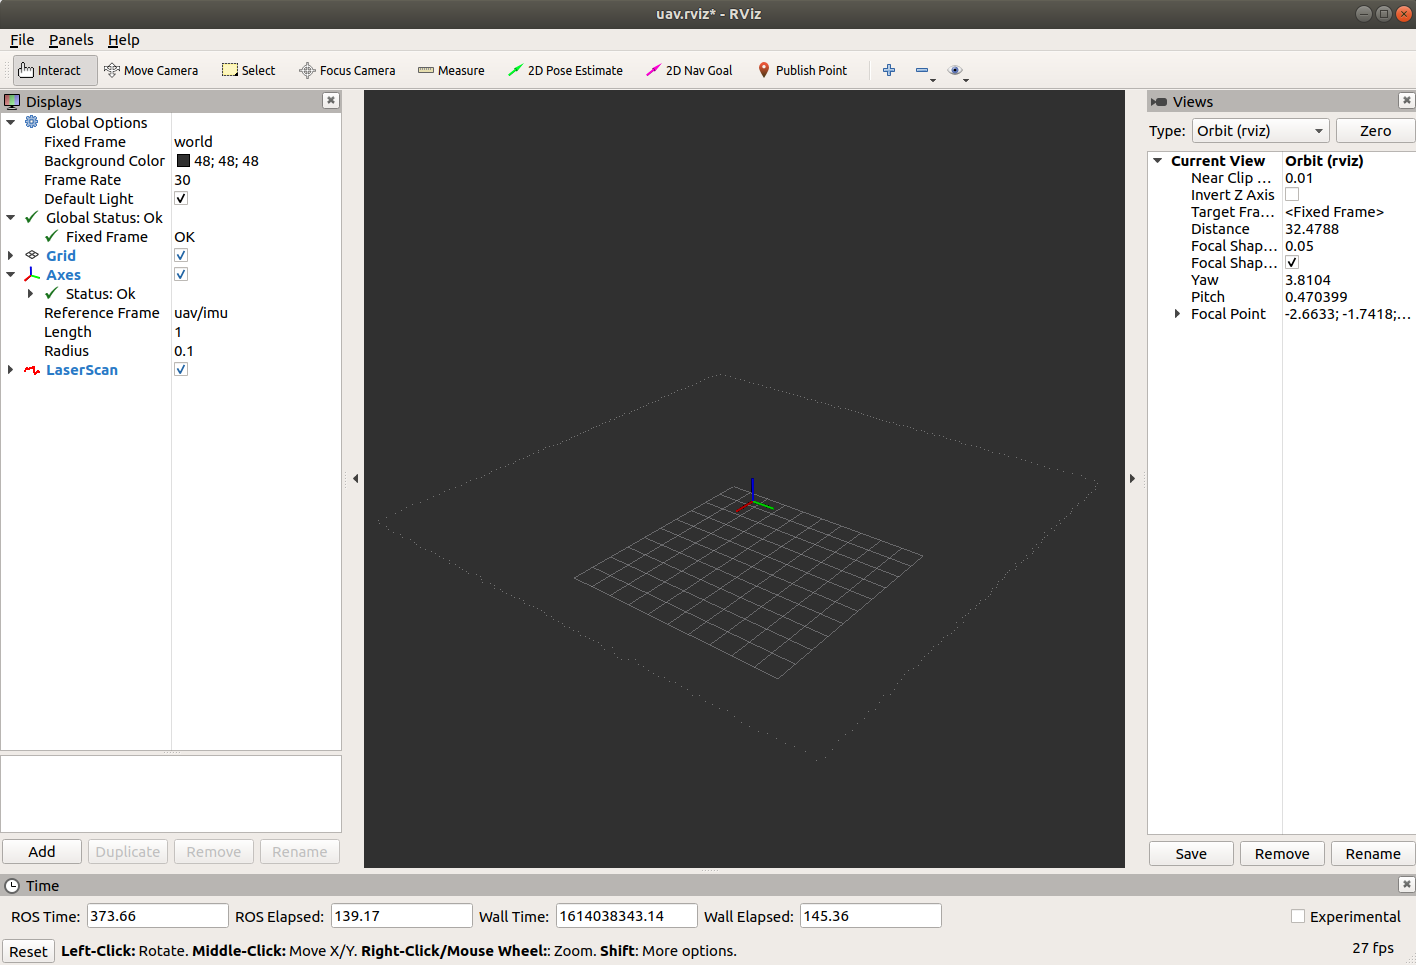 uav.rviz* - RViz
File Panels Help
Interact Move Camera Select Focus Camera Measure 2D Pose Estimate 2D Nav Goal Publish Point
Displays
Global Options
Fixed Frame world
Background Color 48; 48; 48
Frame Rate 30
Default Light
Global Status: Ok
Fixed Frame OK
Grid
Axes
Status: Ok
Reference Frame uav/imu
Length 1
Radius 0.1
LaserScan
Add Duplicate Remove Rename
Views
Type: Orbit (rviz) Zero
Current View Orbit (rviz)
Near Clip ... 0.01
Invert Z Axis
Target Fra... <Fixed Frame>
Distance 32.4788
Focal Shap... 0.05
Focal Shap...
Yaw 3.8104
Pitch 0.470399
Focal Point -2.6633; -1.7418;...
Save Remove Rename
Time
ROS Time: 373.66 ROS Elapsed: 139.17 Wall Time: 1614038343.14 Wall Elapsed: 145.36 Experimental
Reset Left-Click: Rotate. Middle-Click: Move X/Y. Right-Click/Mouse Wheel:: Zoom. Shift: More options. 27 fps